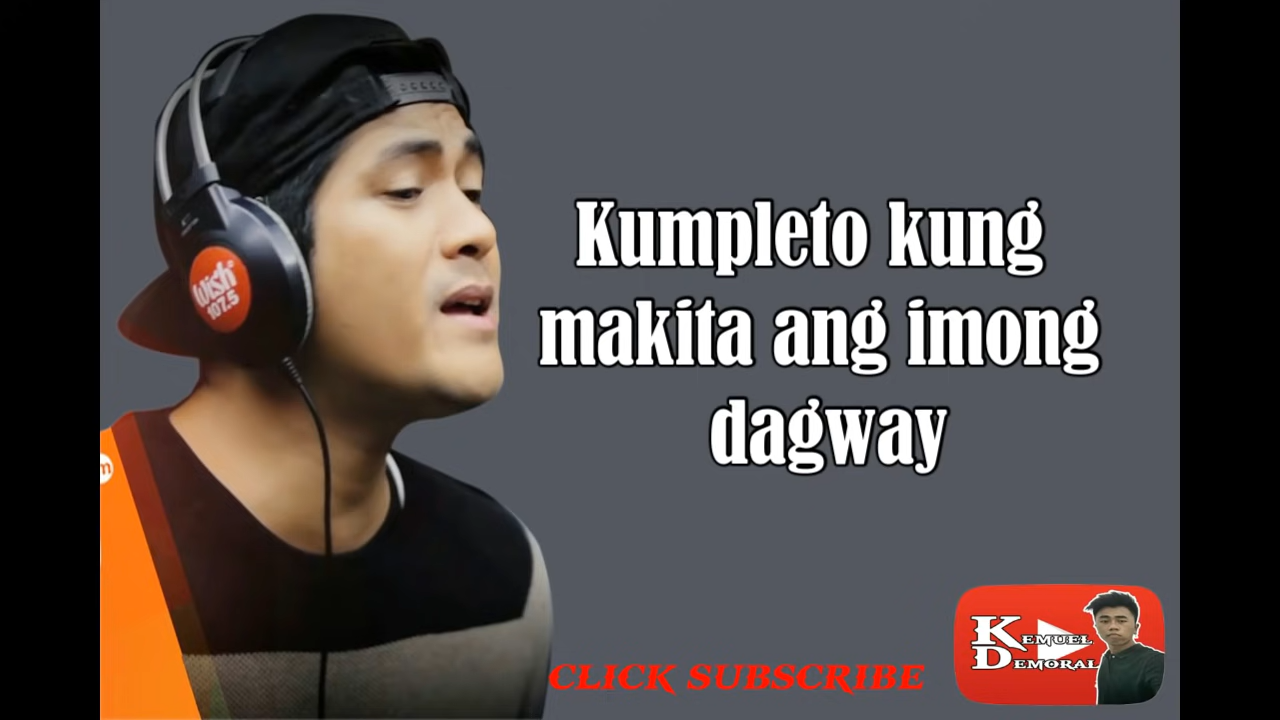 wish
107.5
m
Kumpleto kung
makita ang imong
dagway
CLICK SUBSCRIBE
KEMUEL
DEMORAL